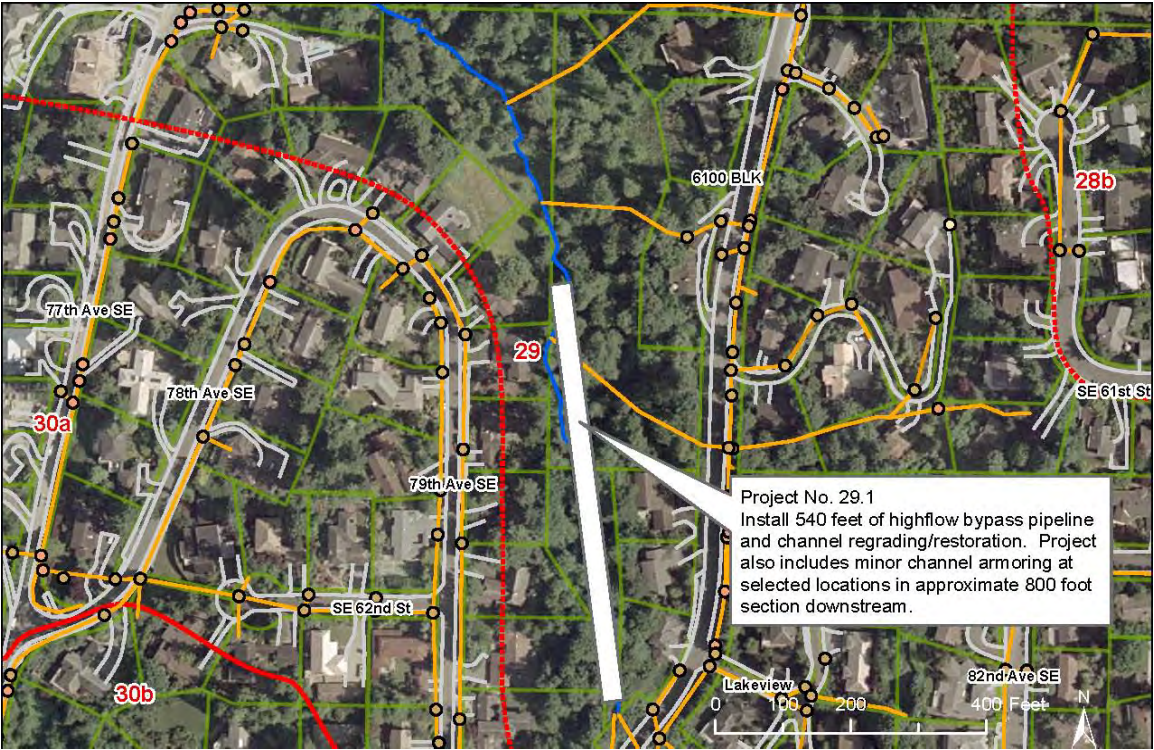 6100 BLK
28b
77th Ave SE
29
78th Ave SE
SE 61st St
30a
79th Ave SE
Project No. 29.1
Install 540 feet of highflow bypass pipeline
and channel regrading/restoration. Project
also includes minor channel armoring at
selected locations in approximate 800 foot
section downstream.
SE 62nd St
30b
Lakeview
82nd Ave SE
0 100 200 400 Feet
N